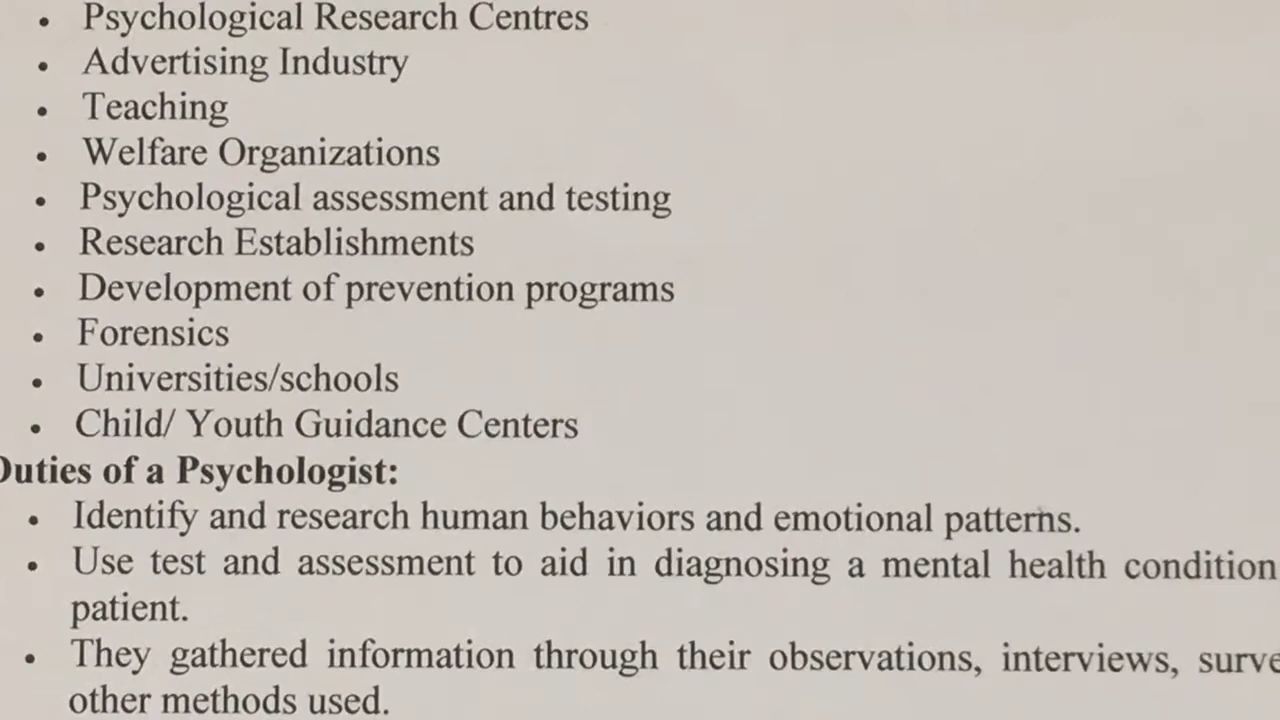 • Psychological Research Centres
• Advertising Industry
• Teaching
• Welfare Organizations
• Psychological assessment and testing
• Research Establishments
• Development of prevention programs
• Forensics
• Universities/schools
• Child/ Youth Guidance Centers
Duties of a Psychologist:
• Identify and research human behaviors and emotional patterns.
• Use test and assessment to aid in diagnosing a mental health condition
patient.
• They gathered information through their observations, interviews,
other methods used.